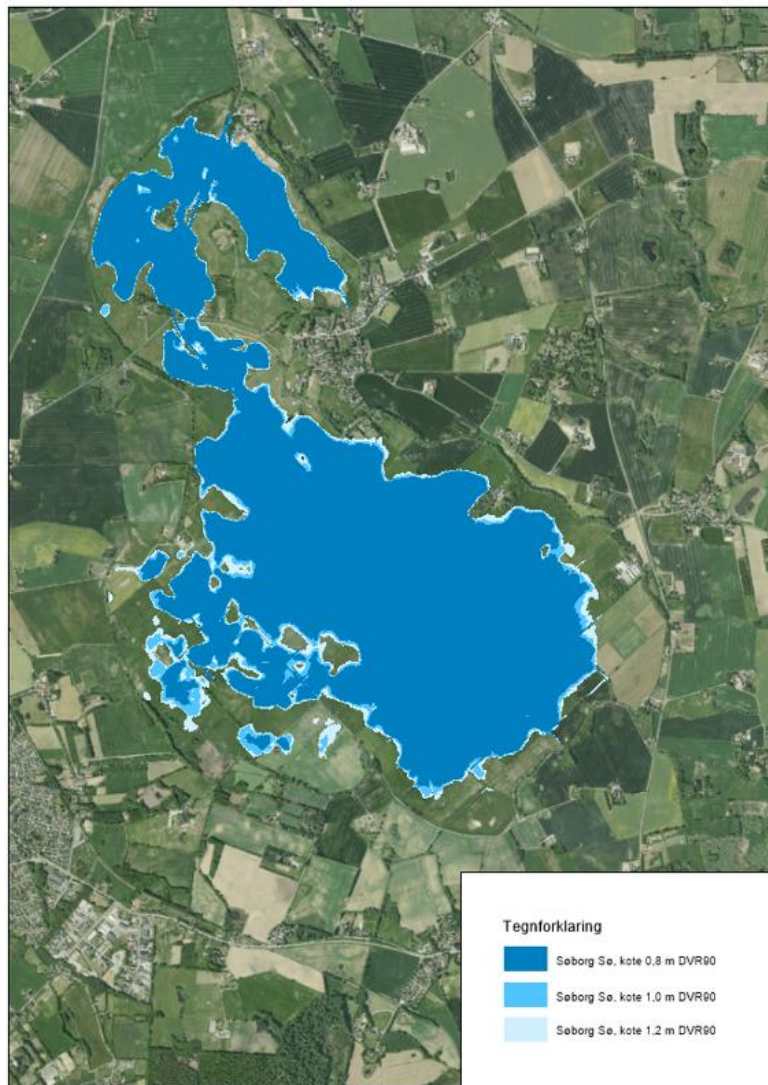 Tegnforklaring
Søborg Sø, kote 0,8 m DVR90
Søborg Sø, kote 1,0 m DVR90
Søborg Sø, kote 1,2 m DVR90